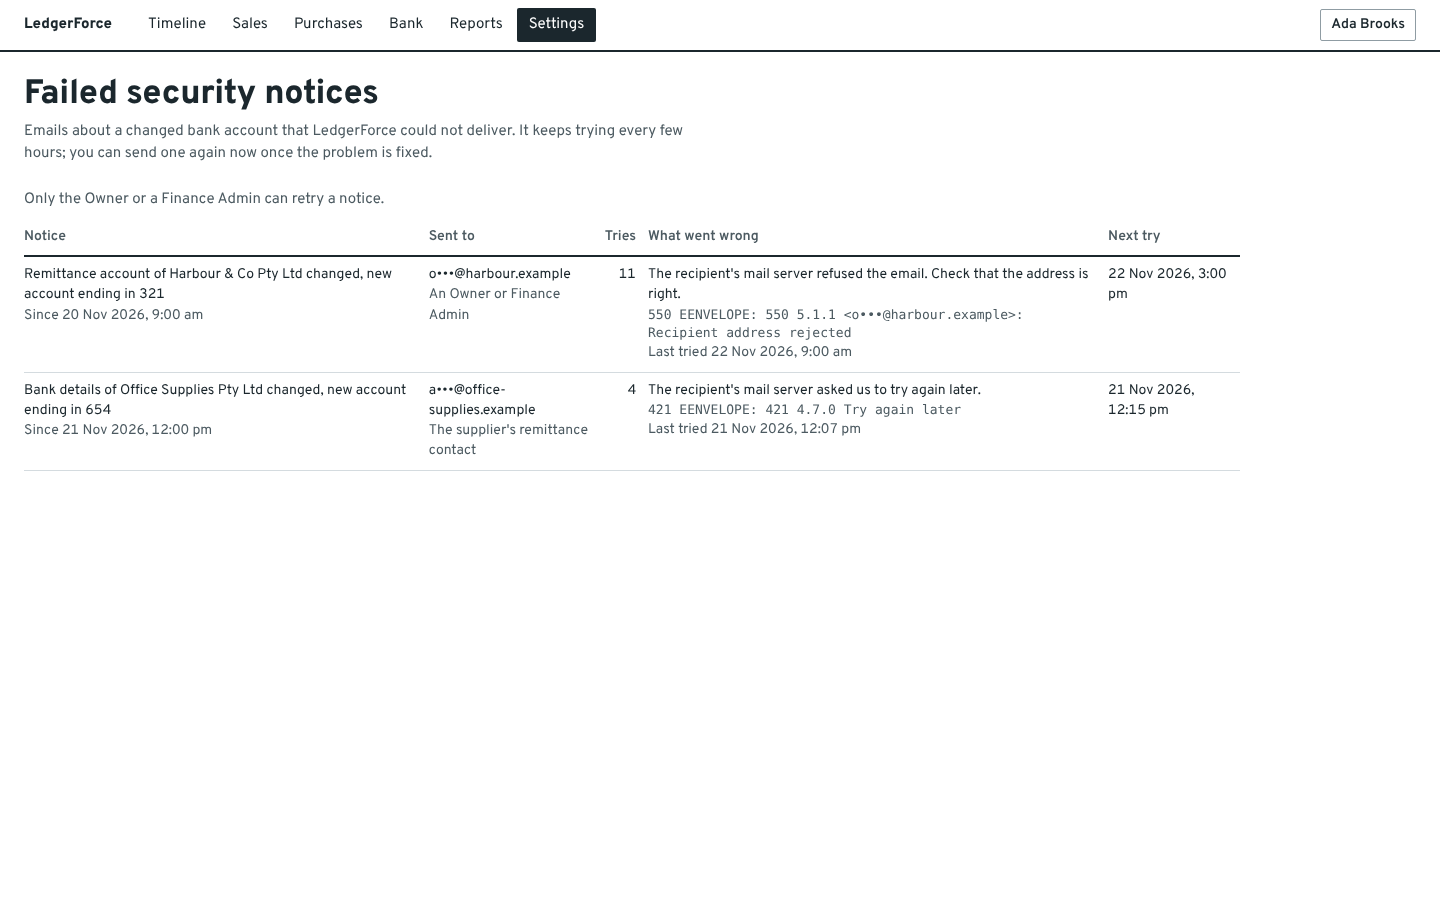 LedgerForce Timeline Sales Purchases Bank Reports Settings Ada Brooks
Failed security notices
Emails about a changed bank account that LedgerForce could not deliver. It keeps trying every few
hours; you can send one again now once the problem is fixed.
Only the Owner or a Finance Admin can retry a notice.
Notice Sent to Tries What went wrong Next try
Remittance account of Harbour & Co Pty Ltd changed, new
account ending in 321
Since 20 Nov 2026, 9:00 am
o•••@harbour.example
An Owner or Finance
Admin
11
The recipient's mail server refused the email. Check that the address is
right.
550 EENVELOPE: 550 5.1.1 <o•••@harbour.example>:
Recipient address rejected
Last tried 22 Nov 2026, 9:00 am
22 Nov 2026, 3:00
pm
Bank details of Office Supplies Pty Ltd changed, new account
ending in 654
Since 21 Nov 2026, 12:00 pm
a•••@office-
supplies.example
The supplier's remittance
contact
4
The recipient's mail server asked us to try again later.
421 EENVELOPE: 421 4.7.0 Try again later
Last tried 21 Nov 2026, 12:07 pm
21 Nov 2026,
12:15 pm